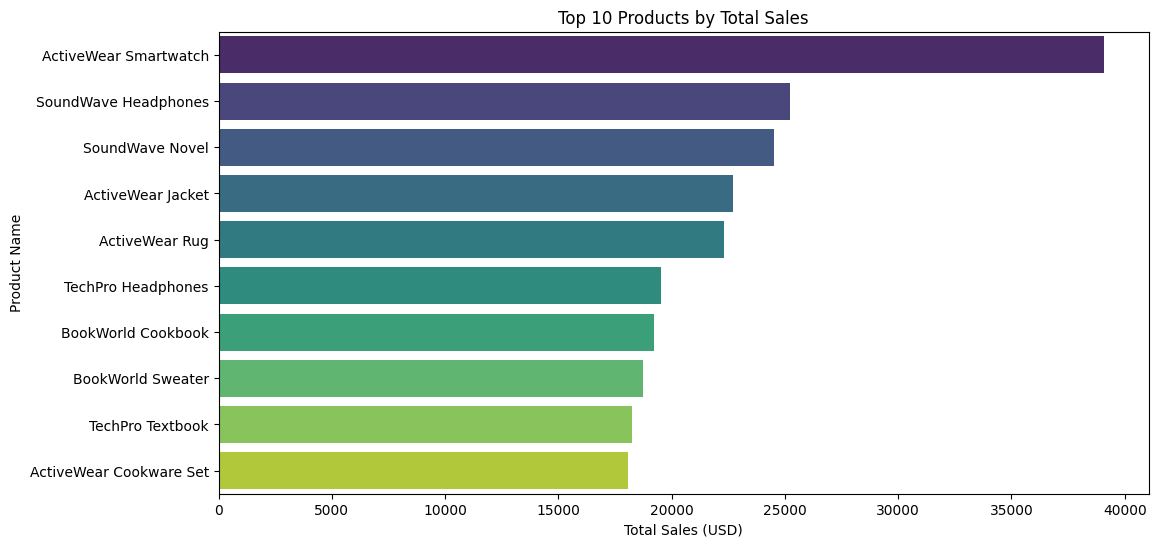 Top 10 Products by Total Sales
Product Name
ActiveWear Smartwatch
SoundWave Headphones
SoundWave Novel
ActiveWear Jacket
ActiveWear Rug
TechPro Headphones
BookWorld Cookbook
BookWorld Sweater
TechPro Textbook
ActiveWear Cookware Set
0 5000 10000 15000 20000 25000 30000 35000 40000
Total Sales (USD)